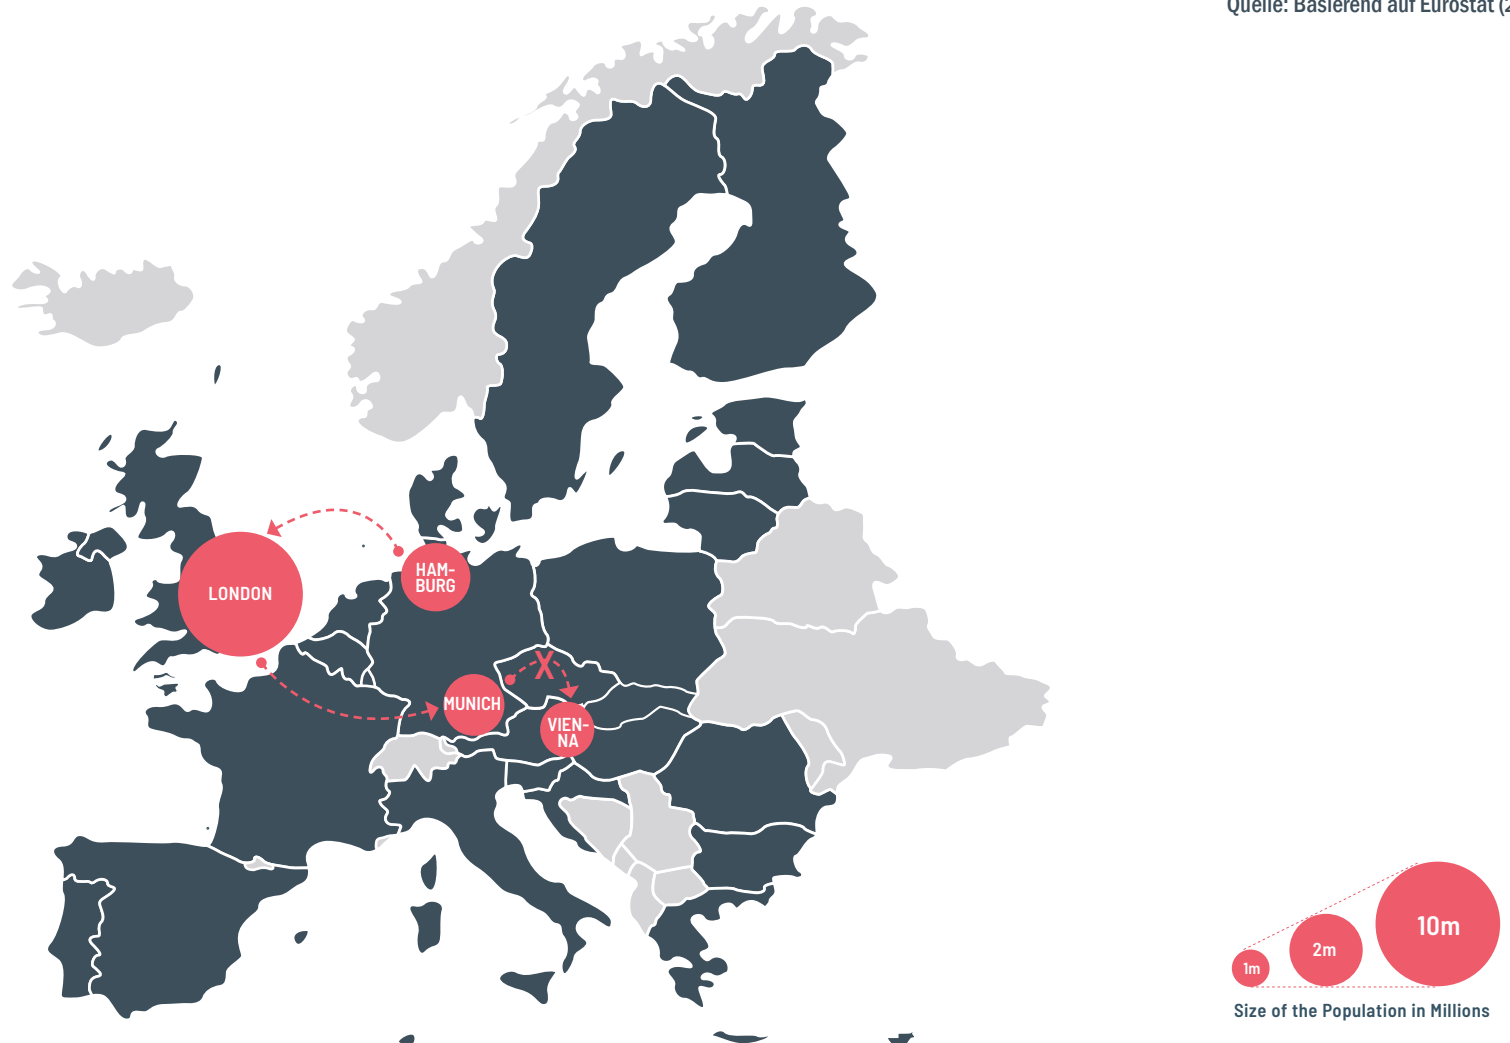 Quelle: Basierend auf Eurostat (2
HAM-
BURG
LONDON
X
MUNICH
VIEN-
NA
1m
2m
10m
Size of the Population in Millions